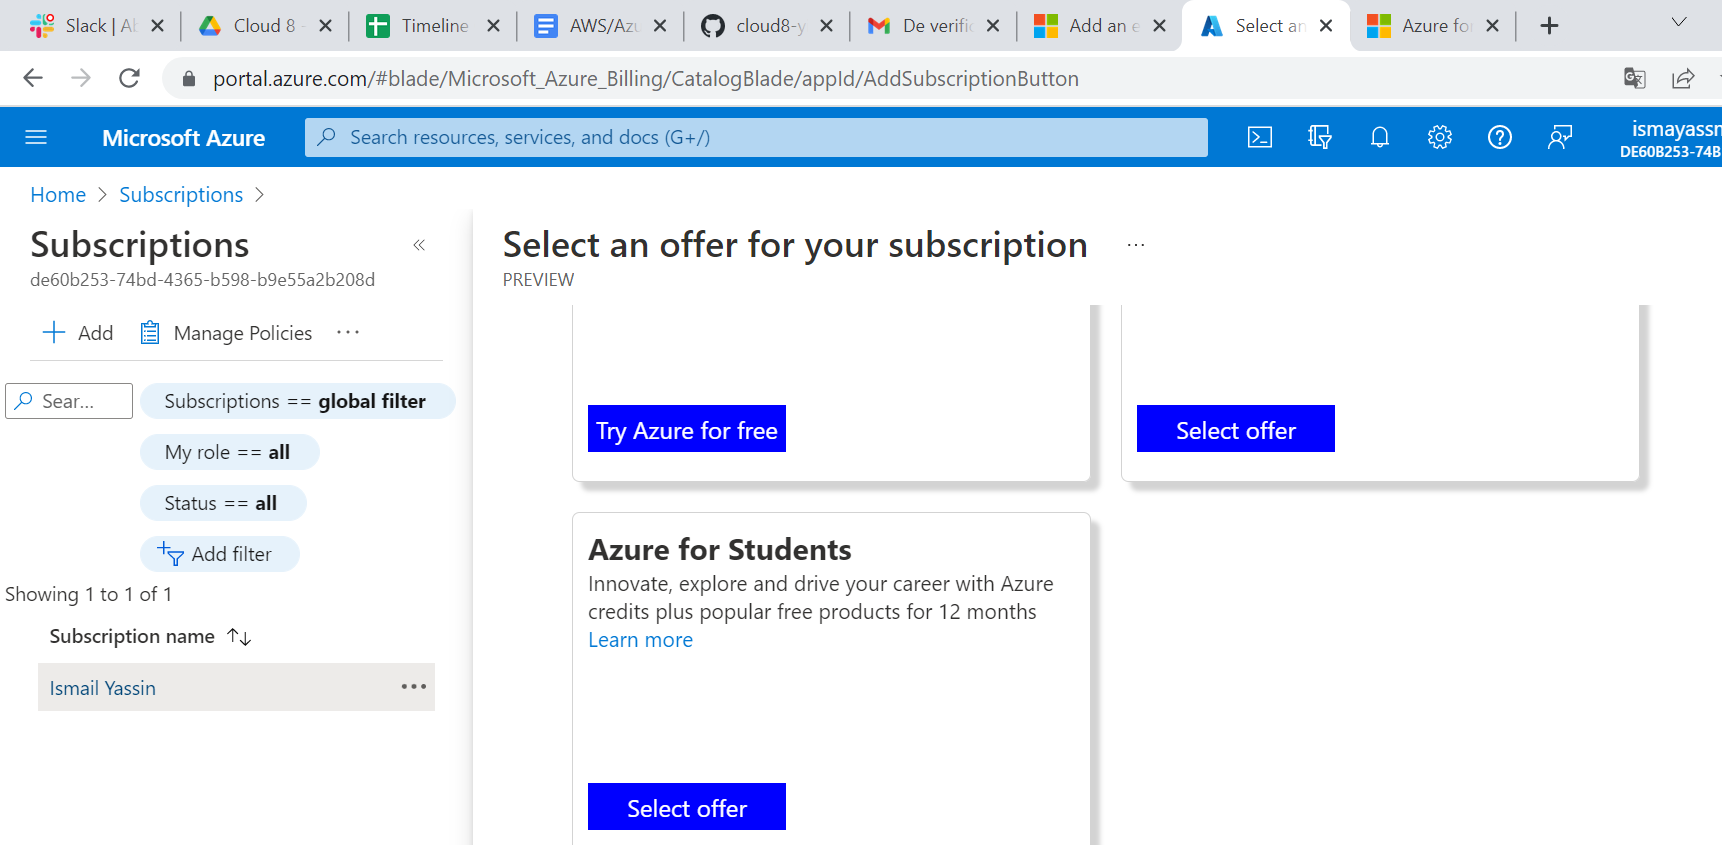 Slack | Ab
Cloud 8 -
Timeline
AWS/Azu
cloud8-y
De verific
Add an e
Select an
Azure for
portal.azure.com/#blade/Microsoft_Azure_Billing/CatalogBlade/appId/AddSubscriptionButton
Microsoft Azure
Search resources, services, and docs (G+/)
ismayassn
DE60B253-74B
Home > Subscriptions >
Subscriptions
«
de60b253-74bd-4365-b598-b9e55a2b208d
+ Add
Manage Policies
...
Sear...
Subscriptions == global filter
My role == all
Status == all
Add filter
Showing 1 to 1 of 1
Subscription name ↑↓
Ismail Yassin
...
Select an offer for your subscription
...
PREVIEW
Try Azure for free
Select offer
Azure for Students
Innovate, explore and drive your career with Azure
credits plus popular free products for 12 months
Learn more
Select offer